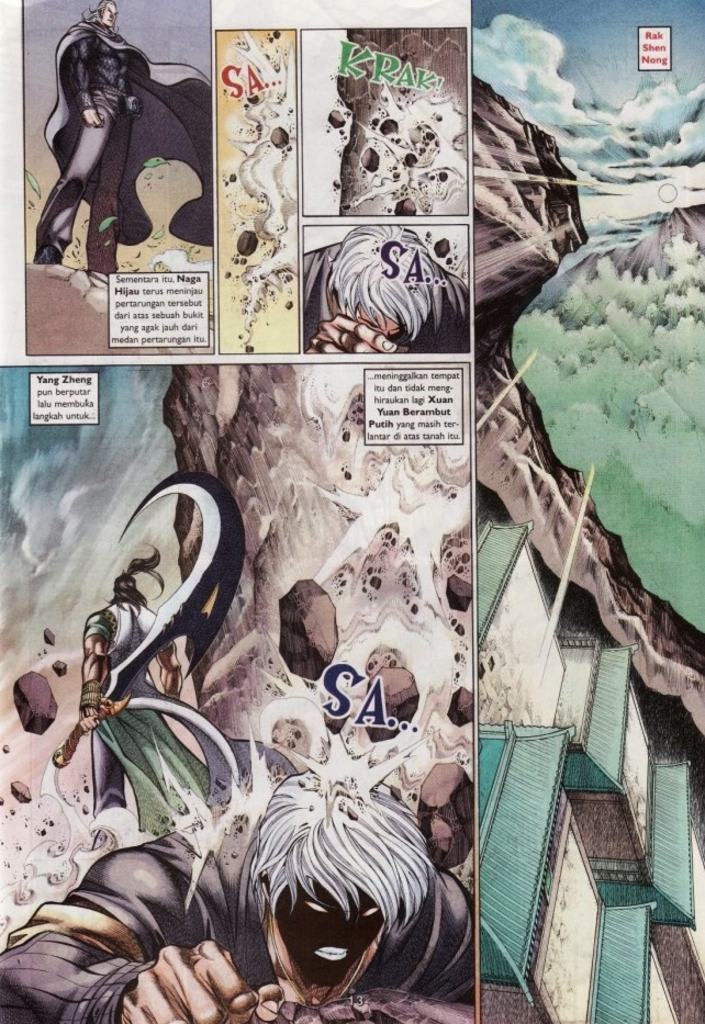 Sementara itu, Naga
Hijau terus meninjau
pertarungan tersebut
dari atas sebuah bukit
yang agak jauh dari
medan pertarungan itu.
SA...
KRAK!
SA...
Rak
Shen
Nong
Yang Zheng
pun berputar
lalu membuka
langkah untuk...
...meninggalkan tempat
itu dan tidak meng-
hiraukan lagi Xuan
Yuan Berambut
Putih yang masih ter-
lantar di atas tanah itu.
SA...
13